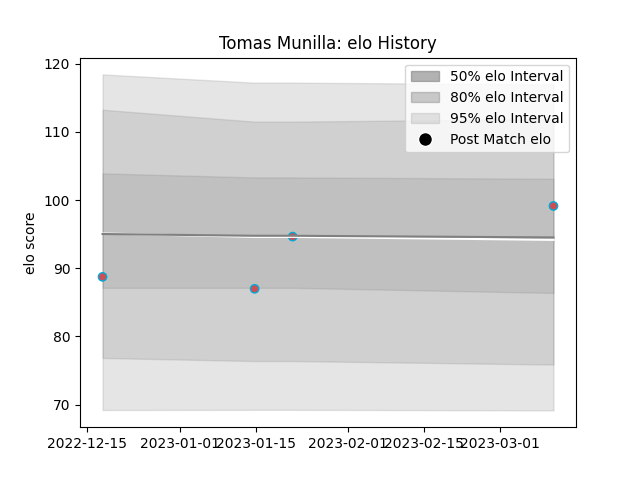 Tomas Munilla: elo History
120
110
100
90
80
70
elo score
50% elo Interval
80% elo Interval
95% elo Interval
Post Match elo
2022-12-15
2023-01-01
2023-01-15
2023-02-01
2023-02-15
2023-03-01